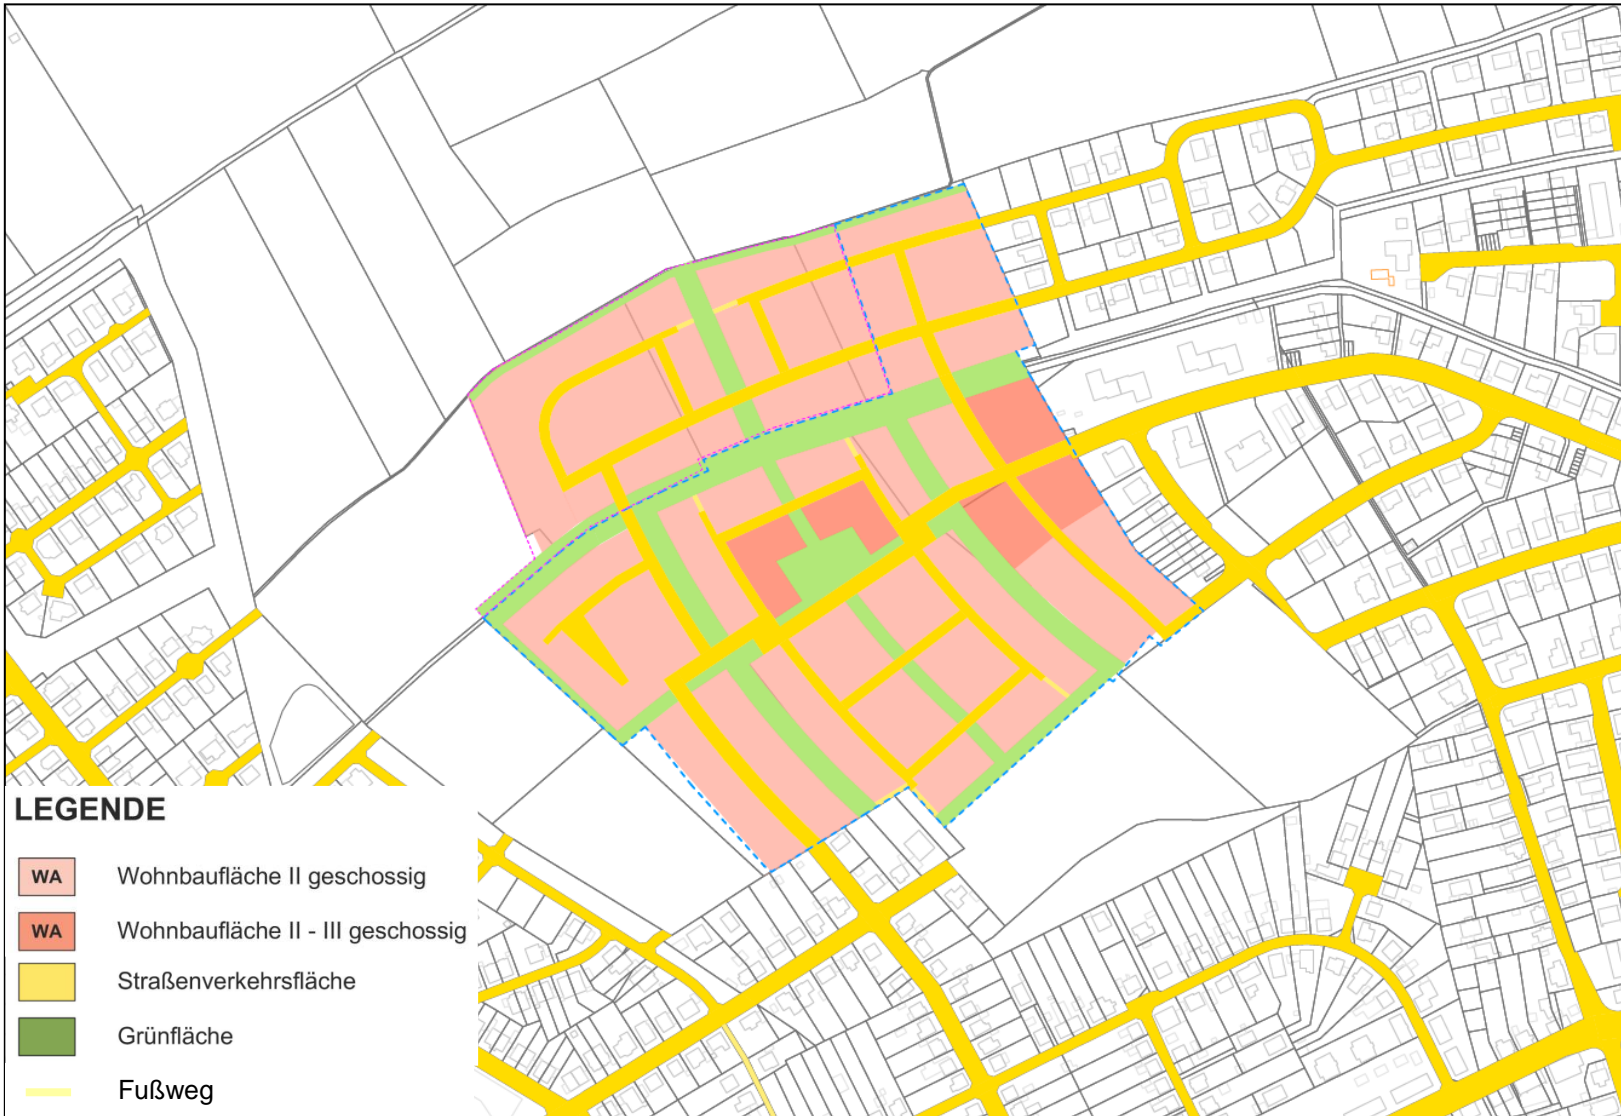 LEGENDE
WA Wohnbaufläche II geschossig
WA Wohnbaufläche II - III geschossig
Straßenverkehrsfläche
Grünfläche
Fußweg